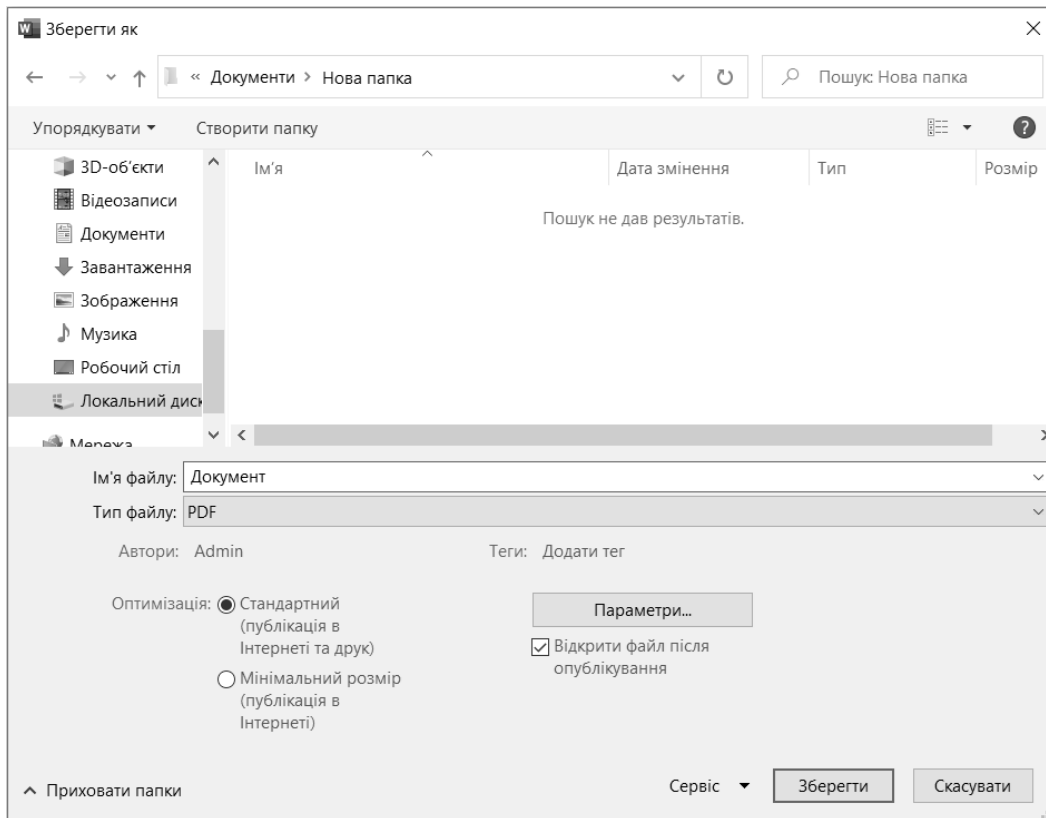 Зберегти як
« Документи > Нова папка
Пошук: Нова папка
Упорядкувати
Створити папку
3D-об'єкти
Відеозаписи
Документи
Завантаження
Зображення
Музика
Робочий стіл
Локальний диск
Мережа
Ім'я
Дата змінення
Тип
Розмір
Пошук не дав результатів.
Ім'я файлу: Документ
Тип файлу: PDF
Автори: Admin
Теги: Додати тег
Оптимізація:
Стандартний
(публікація в
Інтернеті та друк)
Мінімальний розмір
(публікація в
Інтернеті)
Параметри...
Відкрити файл після
опублікування
Приховати папки
Сервіс
Зберегти
Скасувати